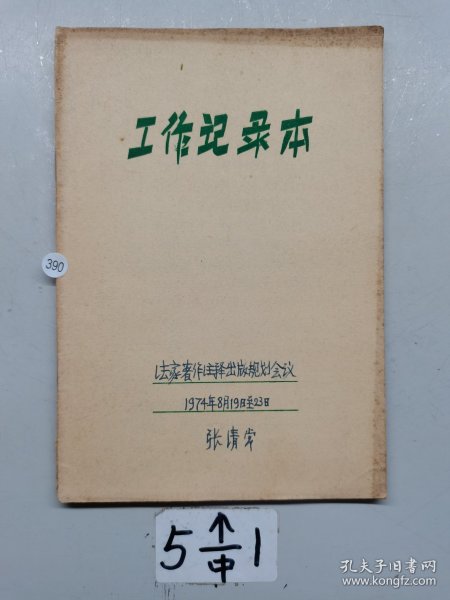 工作记录本
390
法家著作注释出版规划会议
1974年8月19日至23日
张清常
5 ↑中 1
孔夫子旧书网
www.kongfz.com